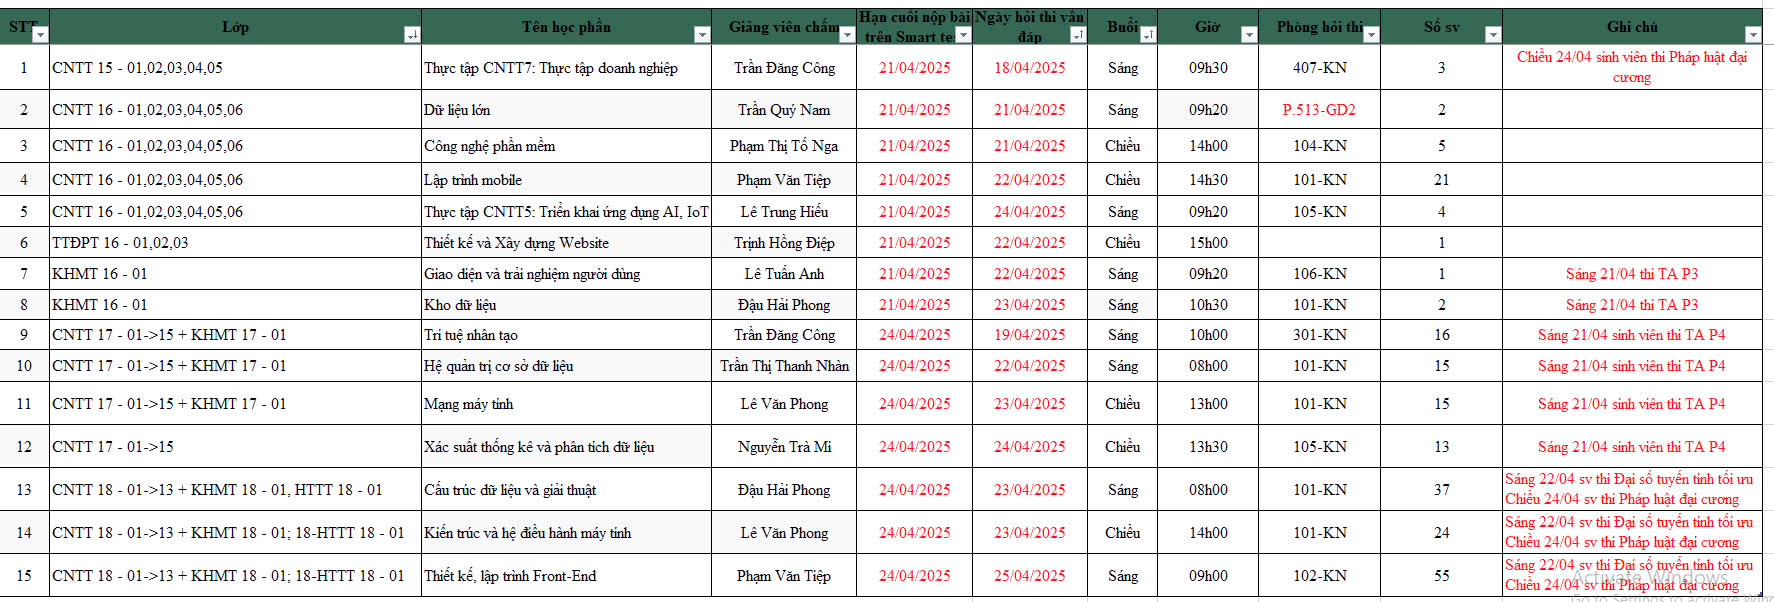 STT Lớp Tên học phần Giảng viên chấm Hạn cuối nộp bài trên Smart test Ngày hỏi thi vấn đáp Buổi Giờ Phòng hỏi thi Số sv Ghi chú
1 CNTT 15 - 01,02,03,04,05 Thực tập CNTT7: Thực tập doanh nghiệp Trần Đăng Công 21/04/2025 18/04/2025 Sáng 09h30 407-KN 3 Chiều 24/04 sinh viên thi Pháp luật đại cương
2 CNTT 16 - 01,02,03,04,05,06 Dữ liệu lớn Trần Quý Nam 21/04/2025 21/04/2025 Sáng 09h20 P.513-GD2 2
3 CNTT 16 - 01,02,03,04,05,06 Công nghệ phần mềm Phạm Thị Tố Nga 21/04/2025 21/04/2025 Chiều 14h00 104-KN 5
4 CNTT 16 - 01,02,03,04,05,06 Lập trình mobile Phạm Văn Tiệp 21/04/2025 22/04/2025 Chiều 14h30 101-KN 21
5 CNTT 16 - 01,02,03,04,05,06 Thực tập CNTT5: Triển khai ứng dụng AI, IoT Lê Trung Hiếu 21/04/2025 24/04/2025 Sáng 09h20 105-KN 4
6 TTĐPT 16 - 01,02,03 Thiết kế và Xây dựng Website Trịnh Hồng Điệp 21/04/2025 22/04/2025 Chiều 15h00 1
7 KHMT 16 - 01 Giao diện và trải nghiệm người dùng Lê Tuấn Anh 21/04/2025 22/04/2025 Sáng 09h20 106-KN 1 Sáng 21/04 thi TA P3
8 KHMT 16 - 01 Kho dữ liệu Đậu Hải Phong 21/04/2025 23/04/2025 Sáng 10h30 101-KN 2 Sáng 21/04 thi TA P3
9 CNTT 17 - 01->15 + KHMT 17 - 01 Trí tuệ nhân tạo Trần Đăng Công 24/04/2025 19/04/2025 Sáng 10h00 301-KN 16 Sáng 21/04 sinh viên thi TA P4
10 CNTT 17 - 01->15 + KHMT 17 - 01 Hệ quản trị cơ sở dữ liệu Trần Thị Thanh Nhàn 24/04/2025 22/04/2025 Sáng 08h00 101-KN 15 Sáng 21/04 sinh viên thi TA P4
11 CNTT 17 - 01->15 + KHMT 17 - 01 Mạng máy tính Lê Văn Phong 24/04/2025 23/04/2025 Chiều 13h00 101-KN 15 Sáng 21/04 sinh viên thi TA P4
12 CNTT 17 - 01->15 Xác suất thống kê và phân tích dữ liệu Nguyễn Trà Mi 24/04/2025 24/04/2025 Chiều 13h30 105-KN 13 Sáng 21/04 sinh viên thi TA P4
13 CNTT 18 - 01->13 + KHMT 18 - 01, HTTT 18 - 01 Cấu trúc dữ liệu và giải thuật Đậu Hải Phong 24/04/2025 23/04/2025 Sáng 08h00 101-KN 37 Sáng 22/04 sv thi Đại số tuyến tính tối ưu
Chiều 24/04 sv thi Pháp luật đại cương
14 CNTT 18 - 01->13 + KHMT 18 - 01; 18-HTTT 18 - 01 Kiến trúc và hệ điều hành máy tính Lê Văn Phong 24/04/2025 23/04/2025 Chiều 14h00 101-KN 24 Sáng 22/04 sv thi Đại số tuyến tính tối ưu
Chiều 24/04 sv thi Pháp luật đại cương
15 CNTT 18 - 01->13 + KHMT 18 - 01; 18-HTTT 18 - 01 Thiết kế, lập trình Front-End Phạm Văn Tiệp 24/04/2025 25/04/2025 Sáng 09h00 102-KN 55 Sáng 22/04 sv thi Đại số tuyến tính tối ưu
Chiều 24/04 sv thi Pháp luật đại cương
Activate Windows